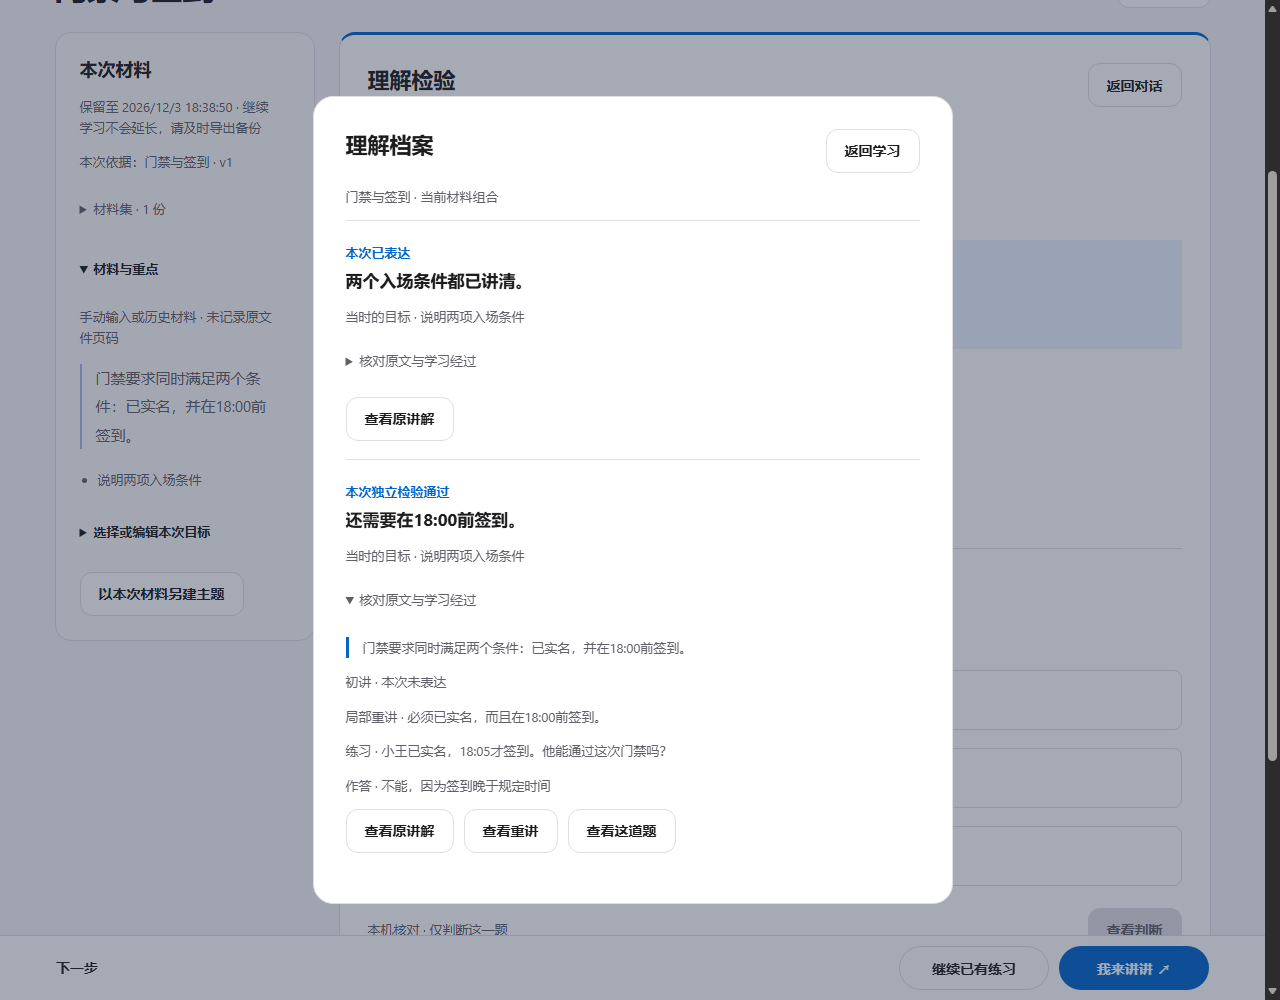 本次材料
保留至 2026/12/3 18:38:50 · 继续
学习不会延长，请及时导出备份
本次依据：门禁与签到 · v1
▶ 材料集 · 1 份
▼ 材料与重点
手动输入或历史材料 · 未记录原文
件页码
门禁要求同时满足两个条
件：已实名，并在18:00前
签到。
• 说明两项入场条件
▶ 选择或编辑本次目标
以本次材料另建主题
理解检验
返回对话
理解档案
返回学习
门禁与签到 · 当前材料组合
本次已表达
两个入场条件都已讲清。
当时的目标 · 说明两项入场条件
▶ 核对原文与学习经过
查看原讲解
本次独立检验通过
还需要在18:00前签到。
当时的目标 · 说明两项入场条件
▼ 核对原文与学习经过
门禁要求同时满足两个条件：已实名，并在18:00前签到。
初讲 · 本次未表达
局部重讲 · 必须已实名，而且在18:00前签到。
练习 · 小王已实名，18:05才签到。他能通过这次门禁吗？
作答 · 不能，因为签到晚于规定时间
查看原讲解
查看重讲
查看这道题
本机核对 · 仅判断这一题
查看判断
下一步
继续已有练习
我来讲讲 ↗